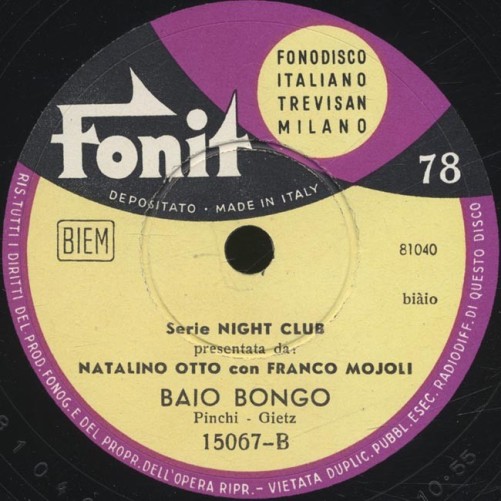 FONODISCO
ITALIANO
TREVISAN
MILANO
Fonit
78
DEPOSITATO · MADE IN ITALY
BIEM
81040
biàio
Serie NIGHT CLUB
presentata da:
NATALINO OTTO con FRANCO MOJOLI
BAIO BONGO
Pinchi - Gietz
15067-B
RIS. TUTTI I DIRITTI DEL PROD. FONOG. E DEL PROPR. DELL'OPERA RIPR. - VIETATA DUPLIC. PUBBL. ESEC. RADIODIFF. DI QUESTO DISCO